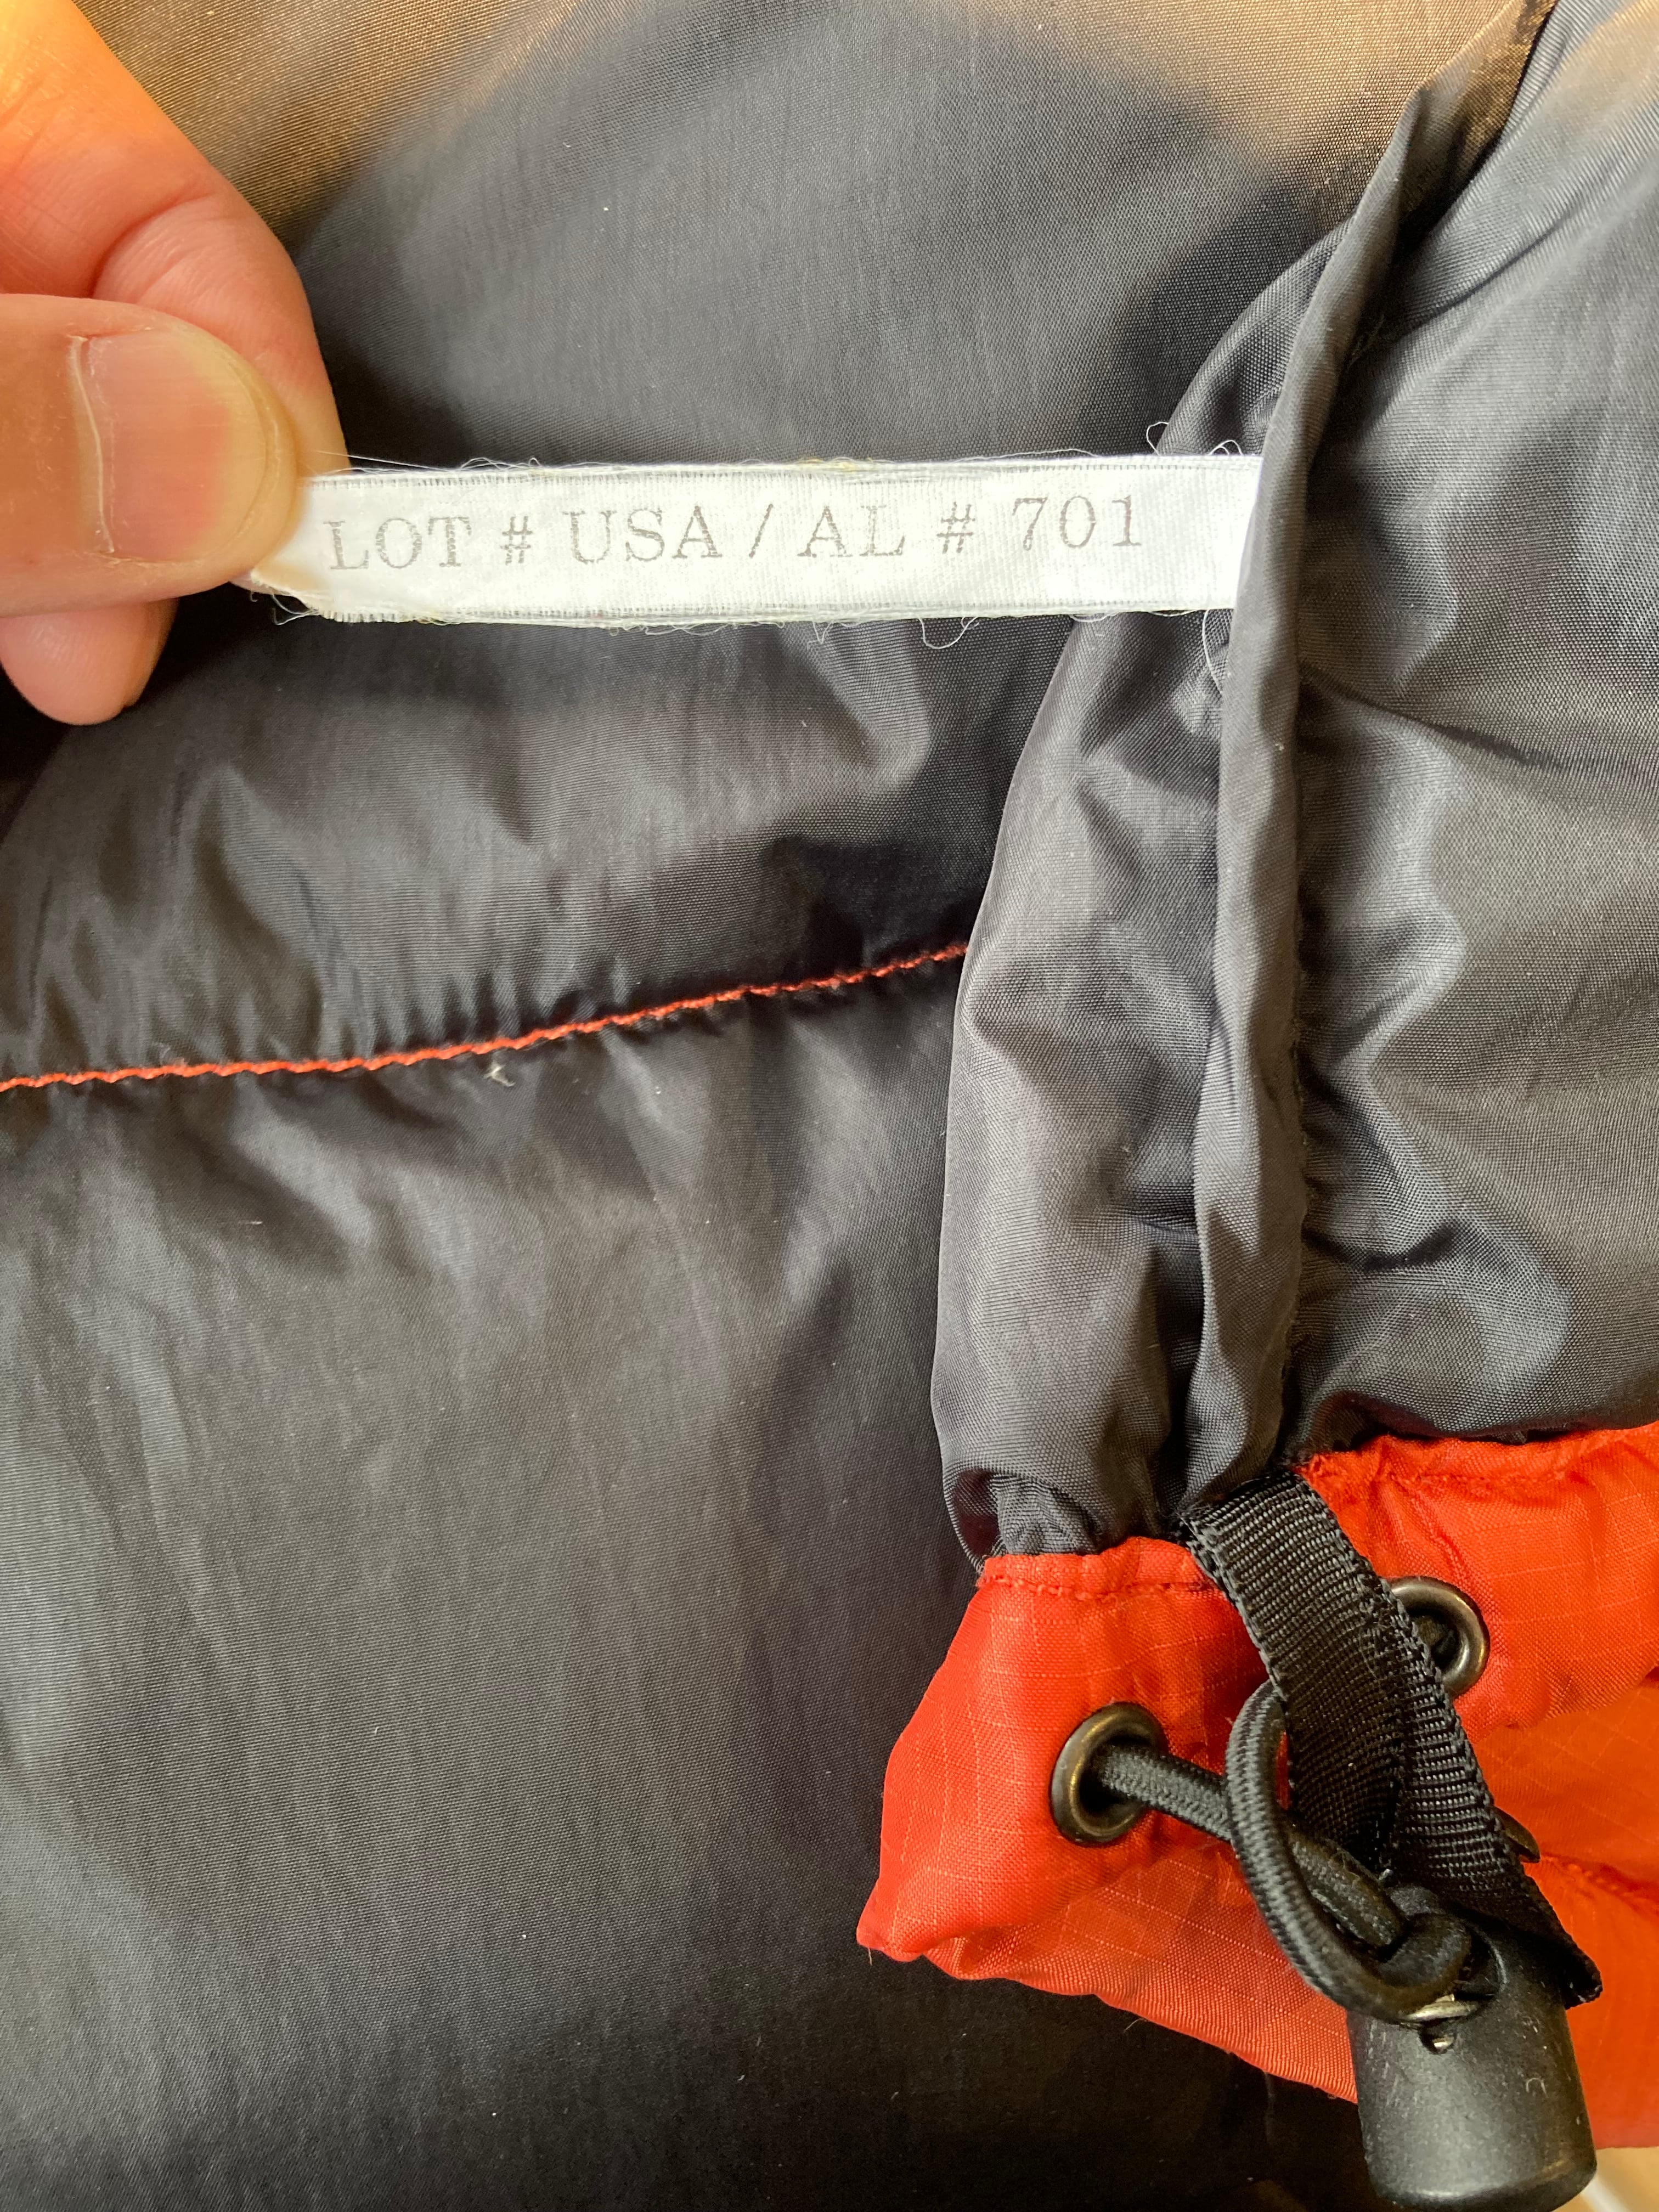 LOT # USA / AL # 701